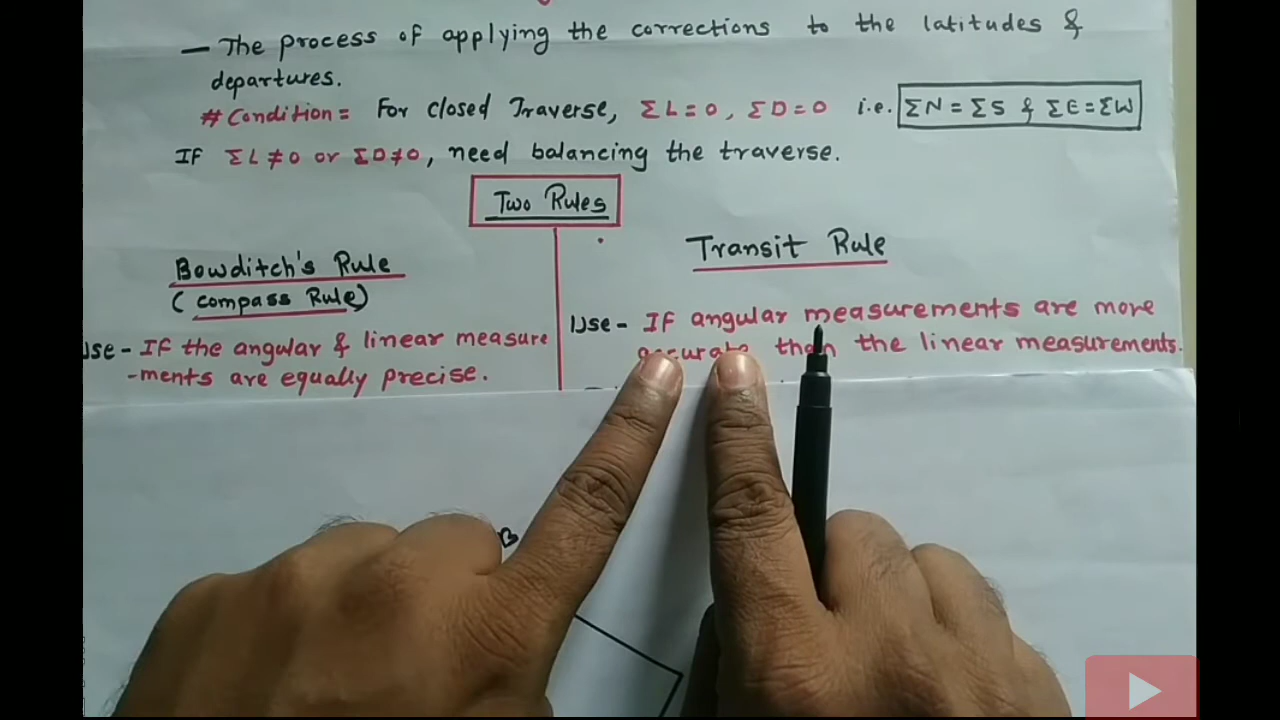 — The process of applying the corrections to the latitudes &
departures.
# Condition = For closed Traverse, ΣL=0, ΣD=0 i.e. ΣN = ΣS & ΣE = ΣW
If ΣL≠0 or ΣD≠0, need balancing the traverse.
Two Rules
Bowditch's Rule
(Compass Rule)
Use - If the angular & linear measure
-ments are equally precise.
Transit Rule
Use - If angular measurements are more
accurate than the linear measurements.
B